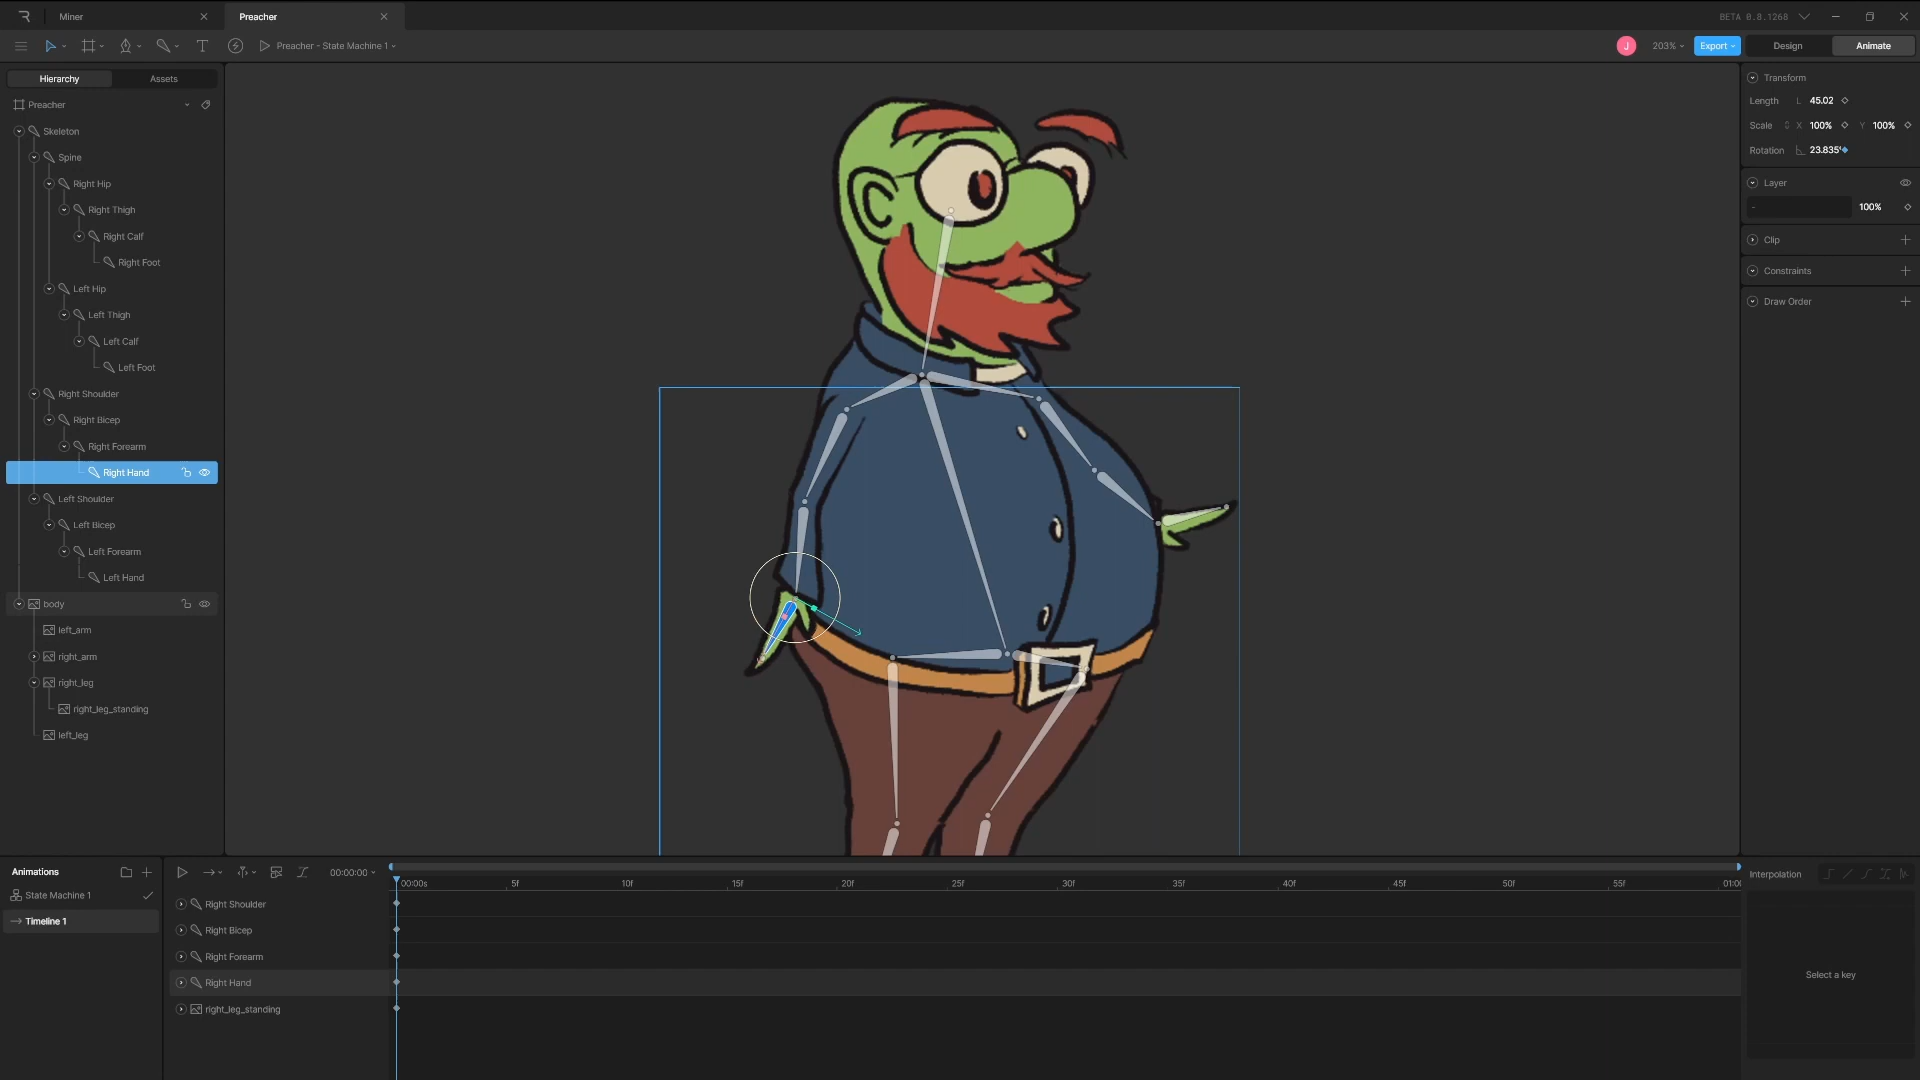 Miner
Preacher
BETA 0.8.1268
Preacher - State Machine 1
J
203%
Export
Design
Animate
Hierarchy
Assets
Preacher
Skeleton
Spine
Right Hip
Right Thigh
Right Calf
Right Foot
Left Hip
Left Thigh
Left Calf
Left Foot
Right Shoulder
Right Bicep
Right Forearm
Right Hand
Left Shoulder
Left Bicep
Left Forearm
Left Hand
body
left_arm
right_arm
right_leg
right_leg_standing
left_leg
Transform
Length L 45.02
Scale X 100% Y 100%
Rotation 23.835°
Layer
- 100%
Clip
Constraints
Draw Order
Animations
State Machine 1
Timeline 1
00:00:00
00:00s 5f 10f 15f 20f 25f 30f 35f 40f 45f 50f 55f 01:00
Right Shoulder
Right Bicep
Right Forearm
Right Hand
right_leg_standing
Interpolation
Select a key